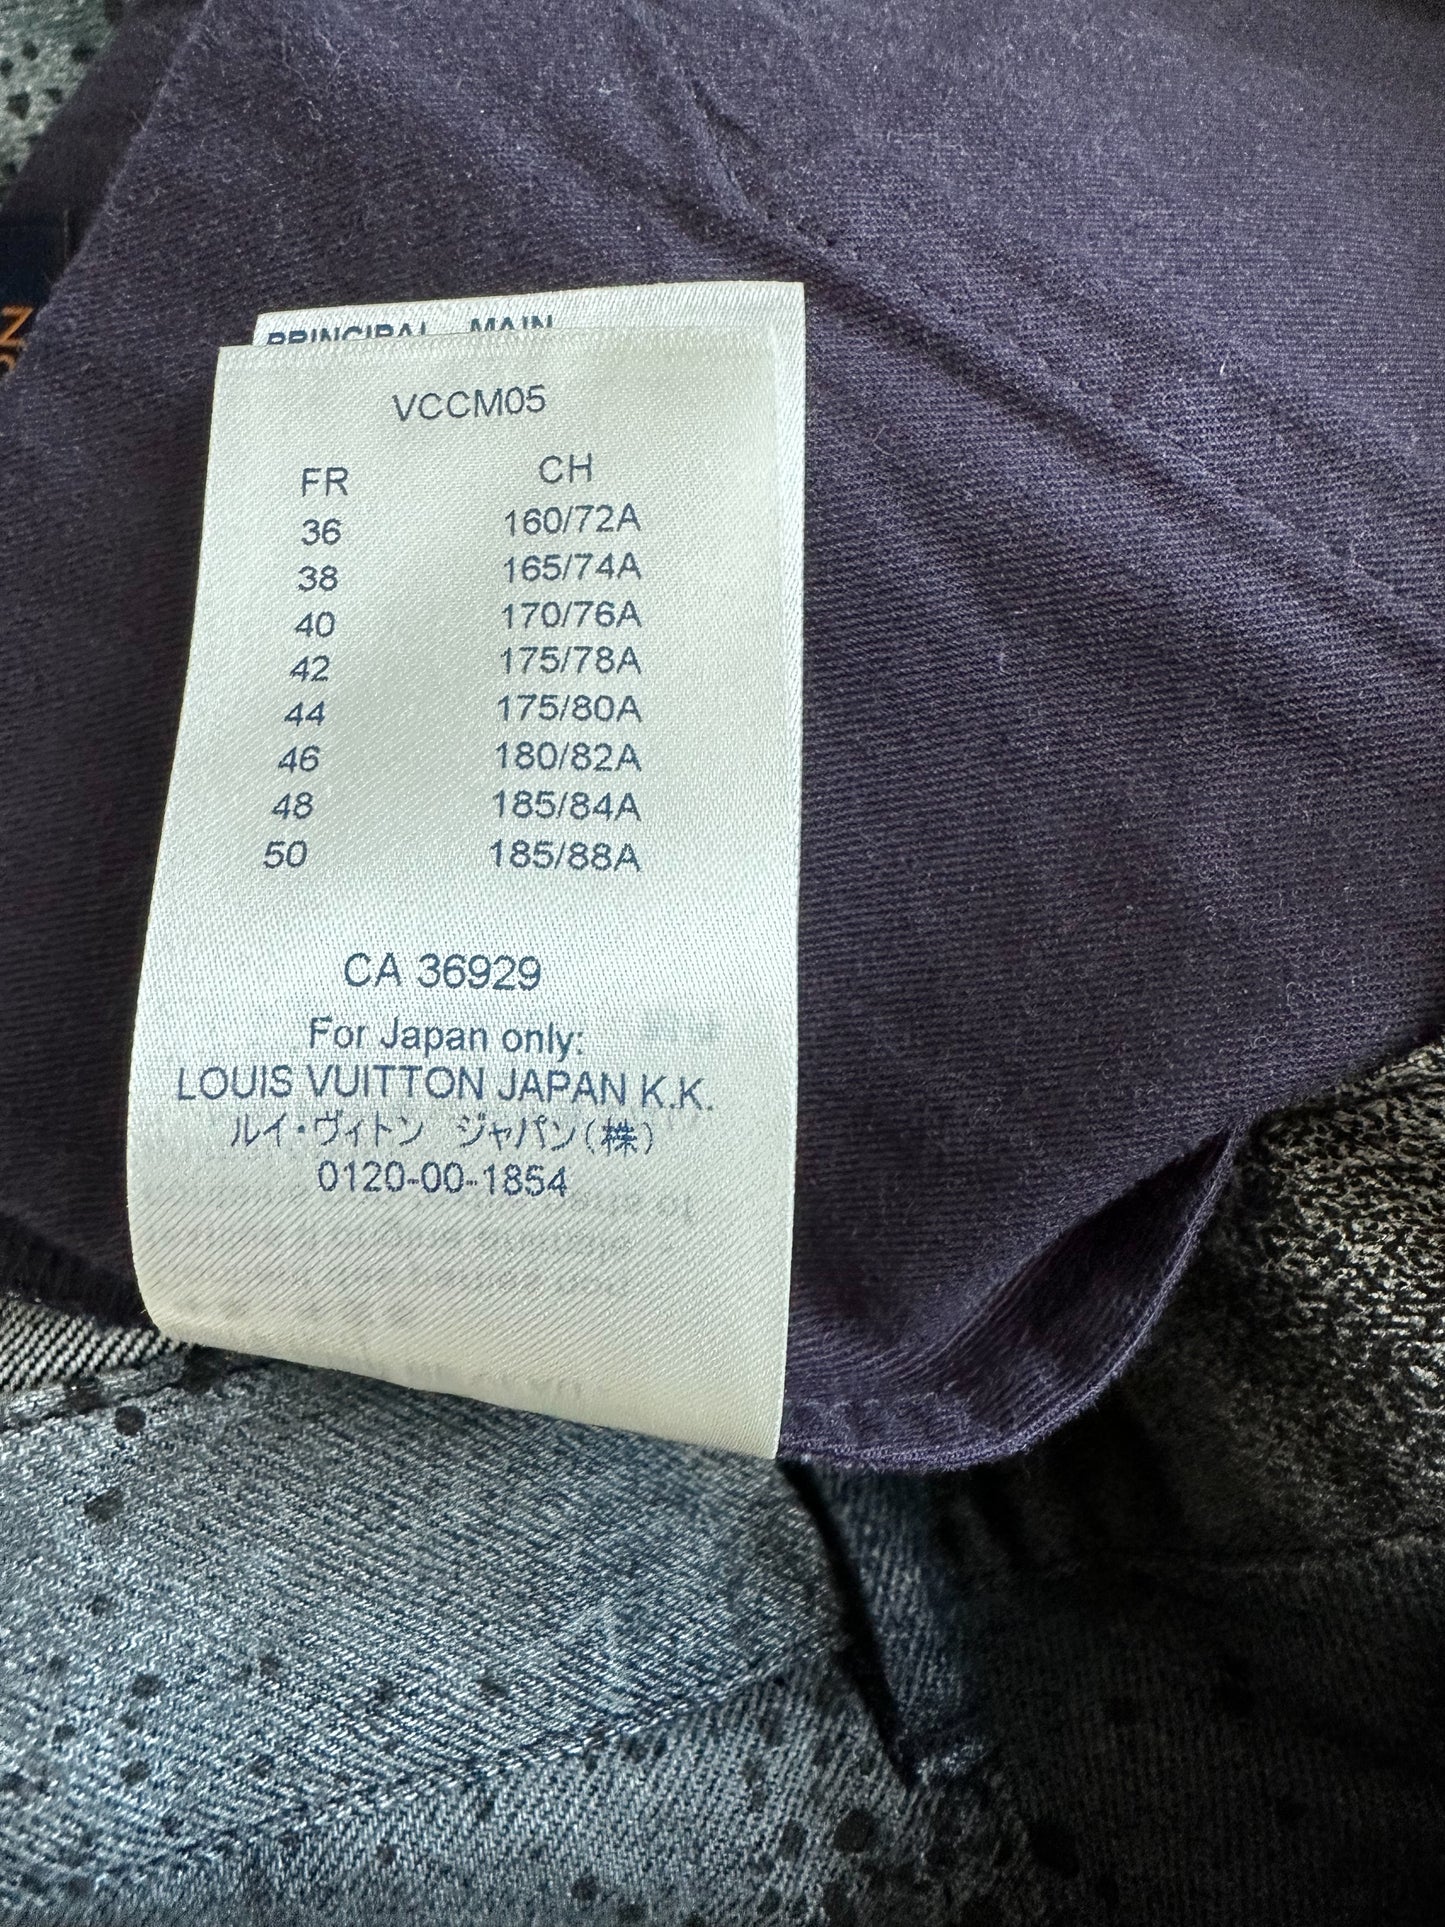 PRINCIPAL - MAIN
VCCM05
FR CH
36 160/72A
38 165/74A
40 170/76A
42 175/78A
44 175/80A
46 180/82A
48 185/84A
50 185/88A
CA 36929
For Japan only:
LOUIS VUITTON JAPAN K.K.
ルイ・ヴィトン ジャパン(株)
0120-00-1854